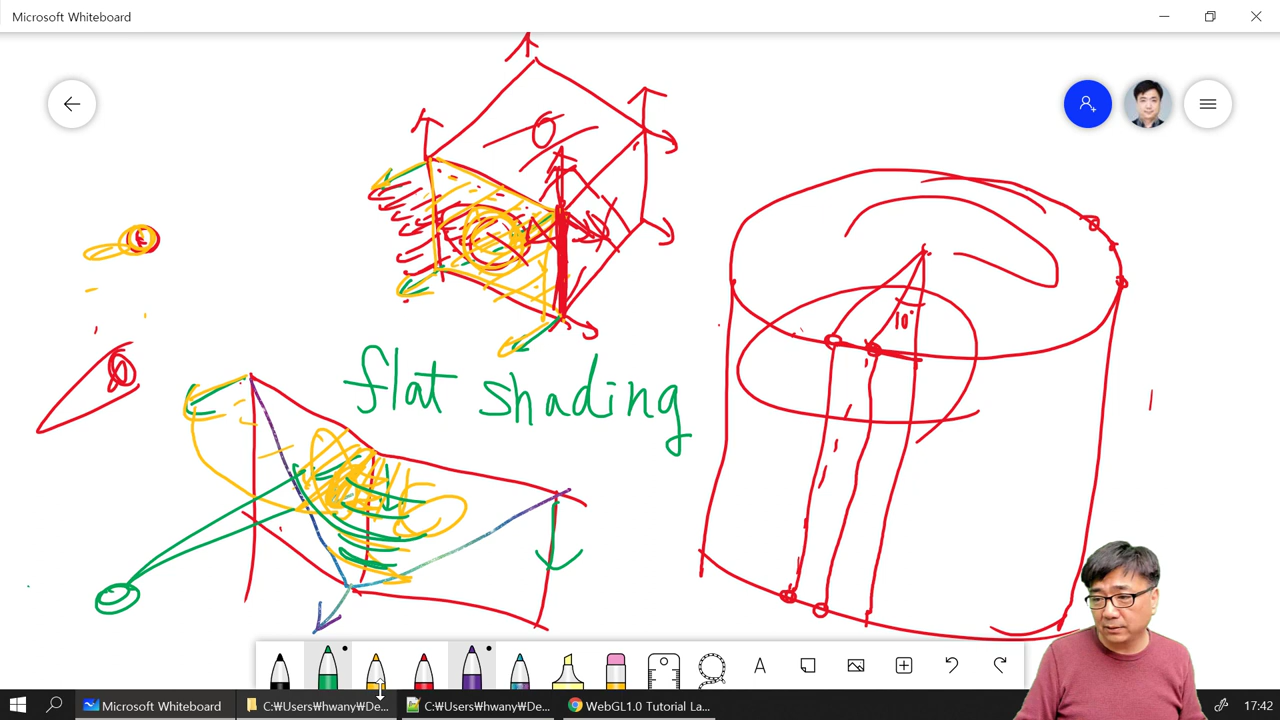 Microsoft Whiteboard
10°
flat shading
A
Microsoft Whiteboard
C:₩Users₩hwany₩De...
C:₩Users₩hwany₩De...
WebGL1.0 Tutorial La...
17:42